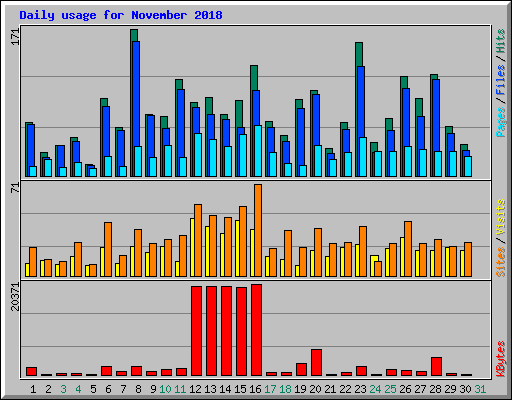 Daily usage for November 2018
171
Pages / Files / Hits
71
Sites / Visits
20371
KBytes
1 2 3 4 5 6 7 8 9 10 11 12 13 14 15 16 17 18 19 20 21 22 23 24 25 26 27 28 29 30 31